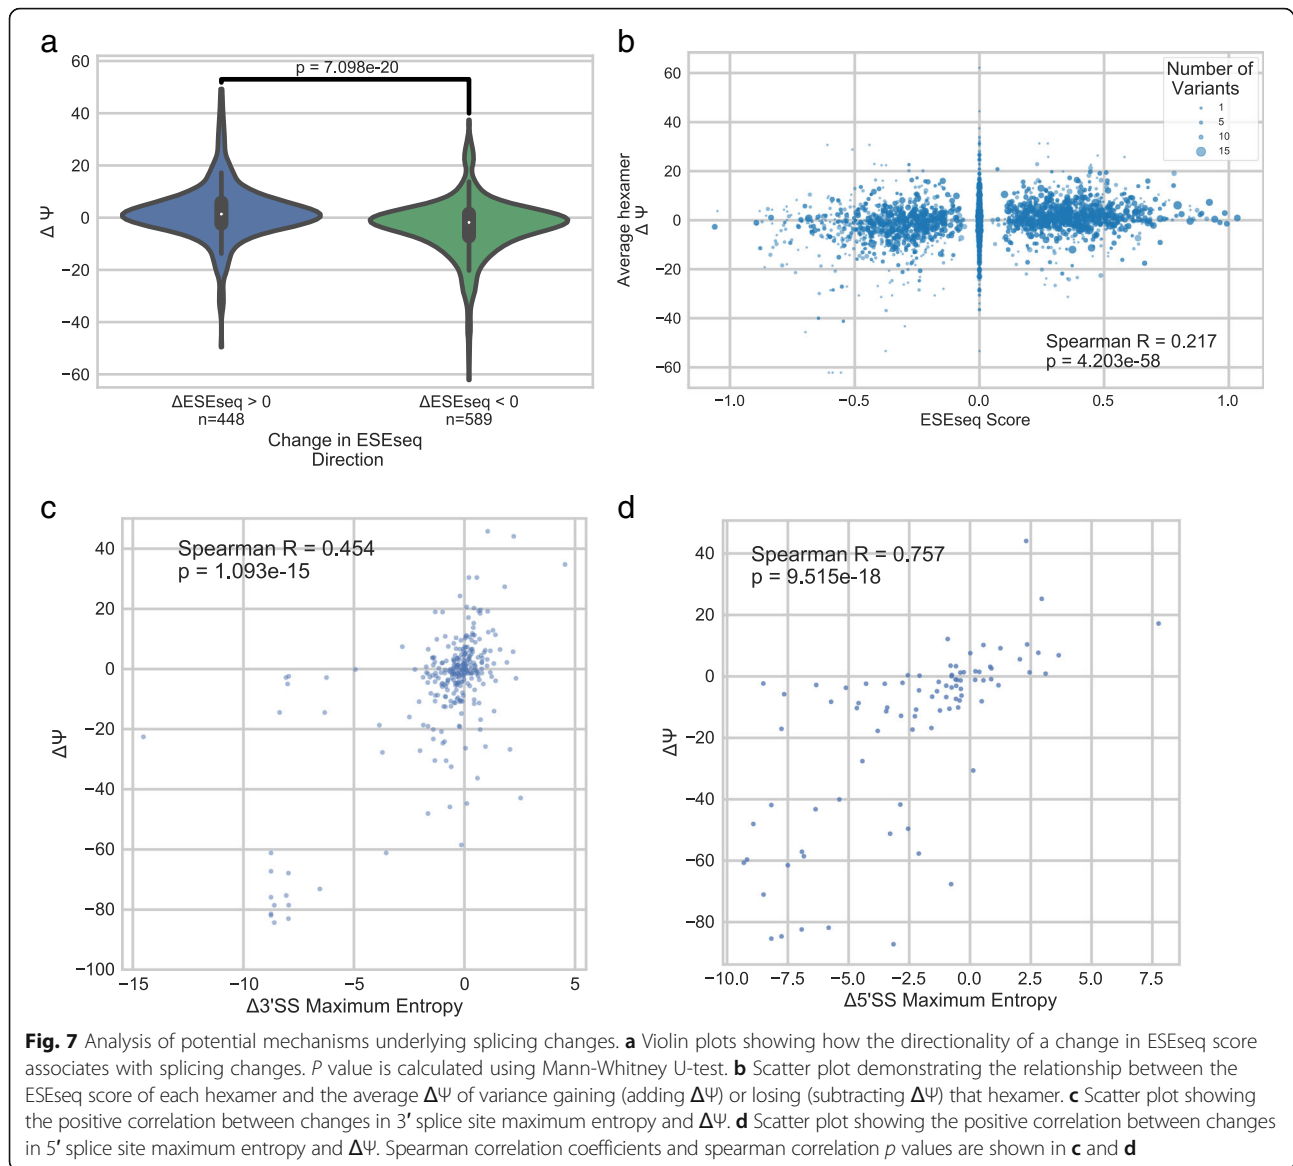 a
60
40
20
0
−20
−40
−60
Δ Ψ
p = 7.098e-20
ΔESEseq > 0
n=448
ΔESEseq < 0
n=589
Change in ESEseq
Direction
b
60
40
20
0
−20
−40
−60
Average hexamer
Δ Ψ
Number of
Variants
1
5
10
15
Spearman R = 0.217
p = 4.203e-58
−1.0
−0.5
0.0
0.5
1.0
ESEseq Score
c
40
20
0
−20
−40
−60
−80
−100
ΔΨ
Spearman R = 0.454
p = 1.093e-15
−15
−10
−5
0
5
Δ3'SS Maximum Entropy
d
40
20
0
−20
−40
−60
−80
ΔΨ
Spearman R = 0.757
p = 9.515e-18
−10.0
−7.5
−5.0
−2.5
0.0
2.5
5.0
7.5
Δ5'SS Maximum Entropy
Fig. 7 Analysis of potential mechanisms underlying splicing changes. a Violin plots showing how the directionality of a change in ESEseq score
associates with splicing changes. P value is calculated using Mann-Whitney U-test. b Scatter plot demonstrating the relationship between the
ESEseq score of each hexamer and the average ΔΨ of variance gaining (adding ΔΨ) or losing (subtracting ΔΨ) that hexamer. c Scatter plot showing
the positive correlation between changes in 3′ splice site maximum entropy and ΔΨ. d Scatter plot showing the positive correlation between changes
in 5′ splice site maximum entropy and ΔΨ. Spearman correlation coefficients and spearman correlation p values are shown in c and d